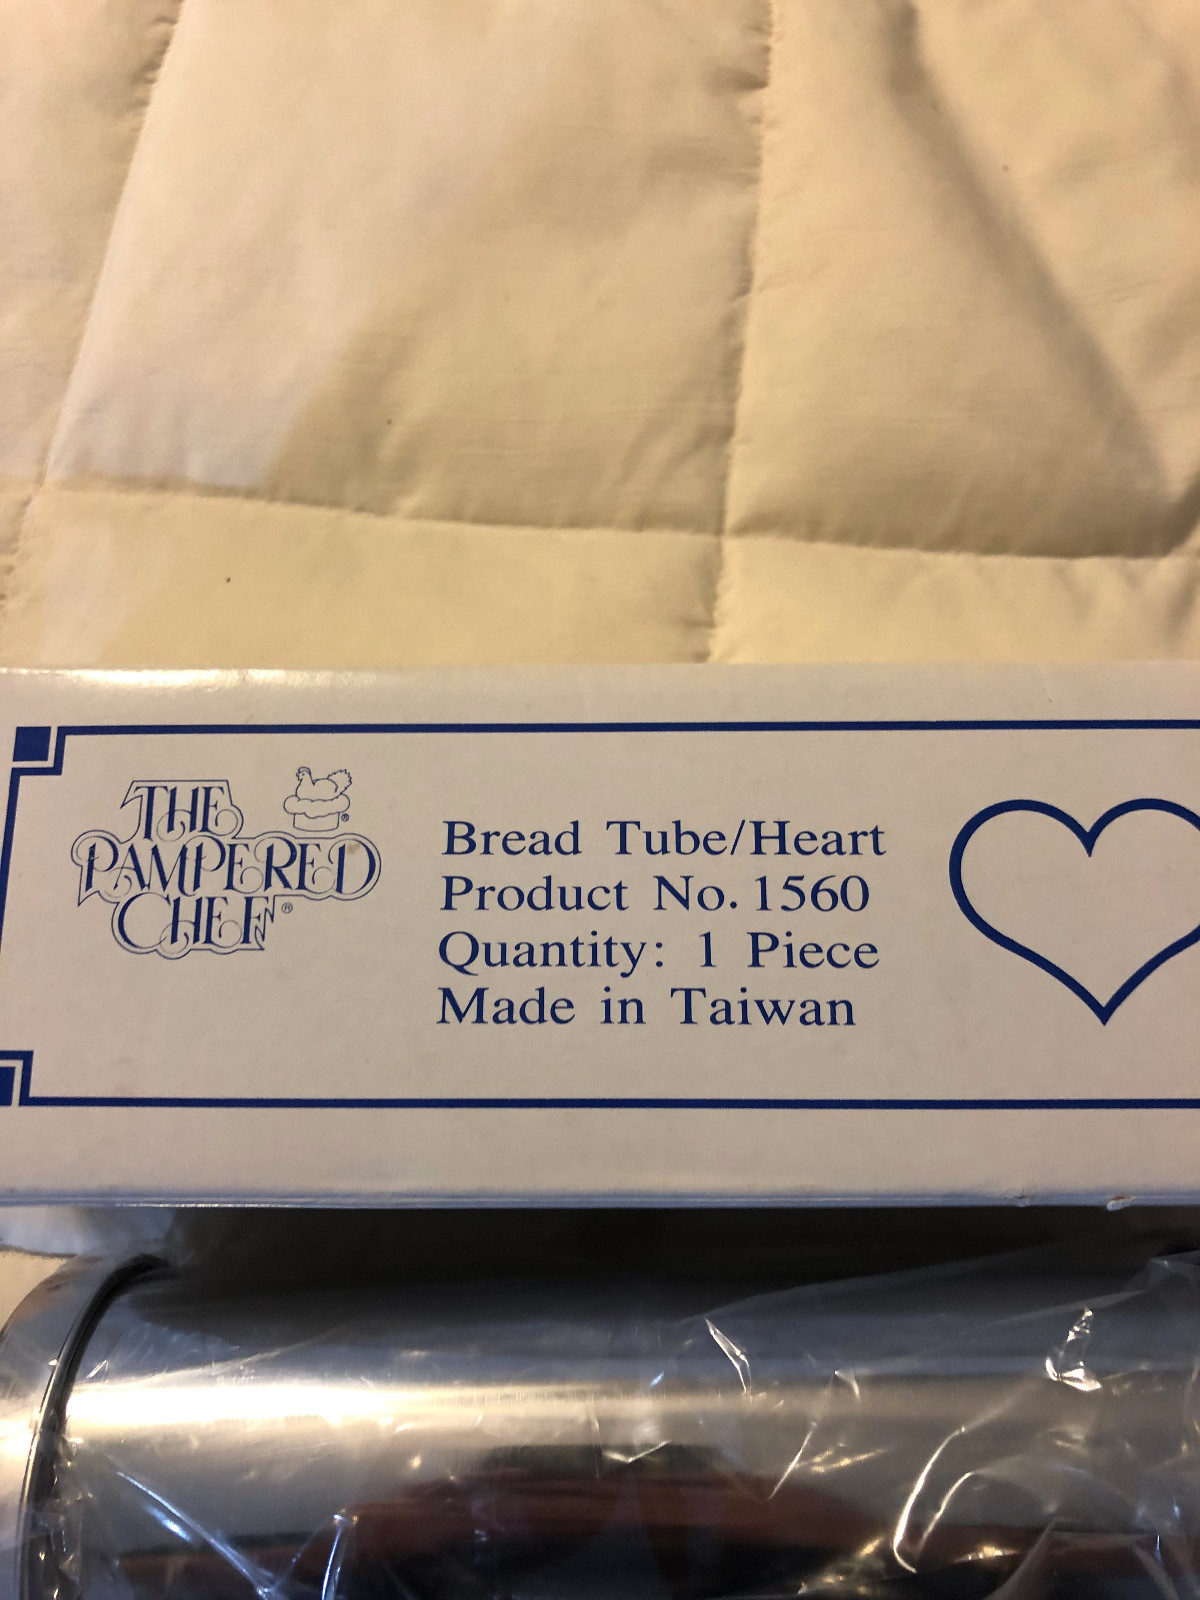 THE
PAMPERED
CHEF®
Bread Tube/Heart
Product No. 1560
Quantity: 1 Piece
Made in Taiwan